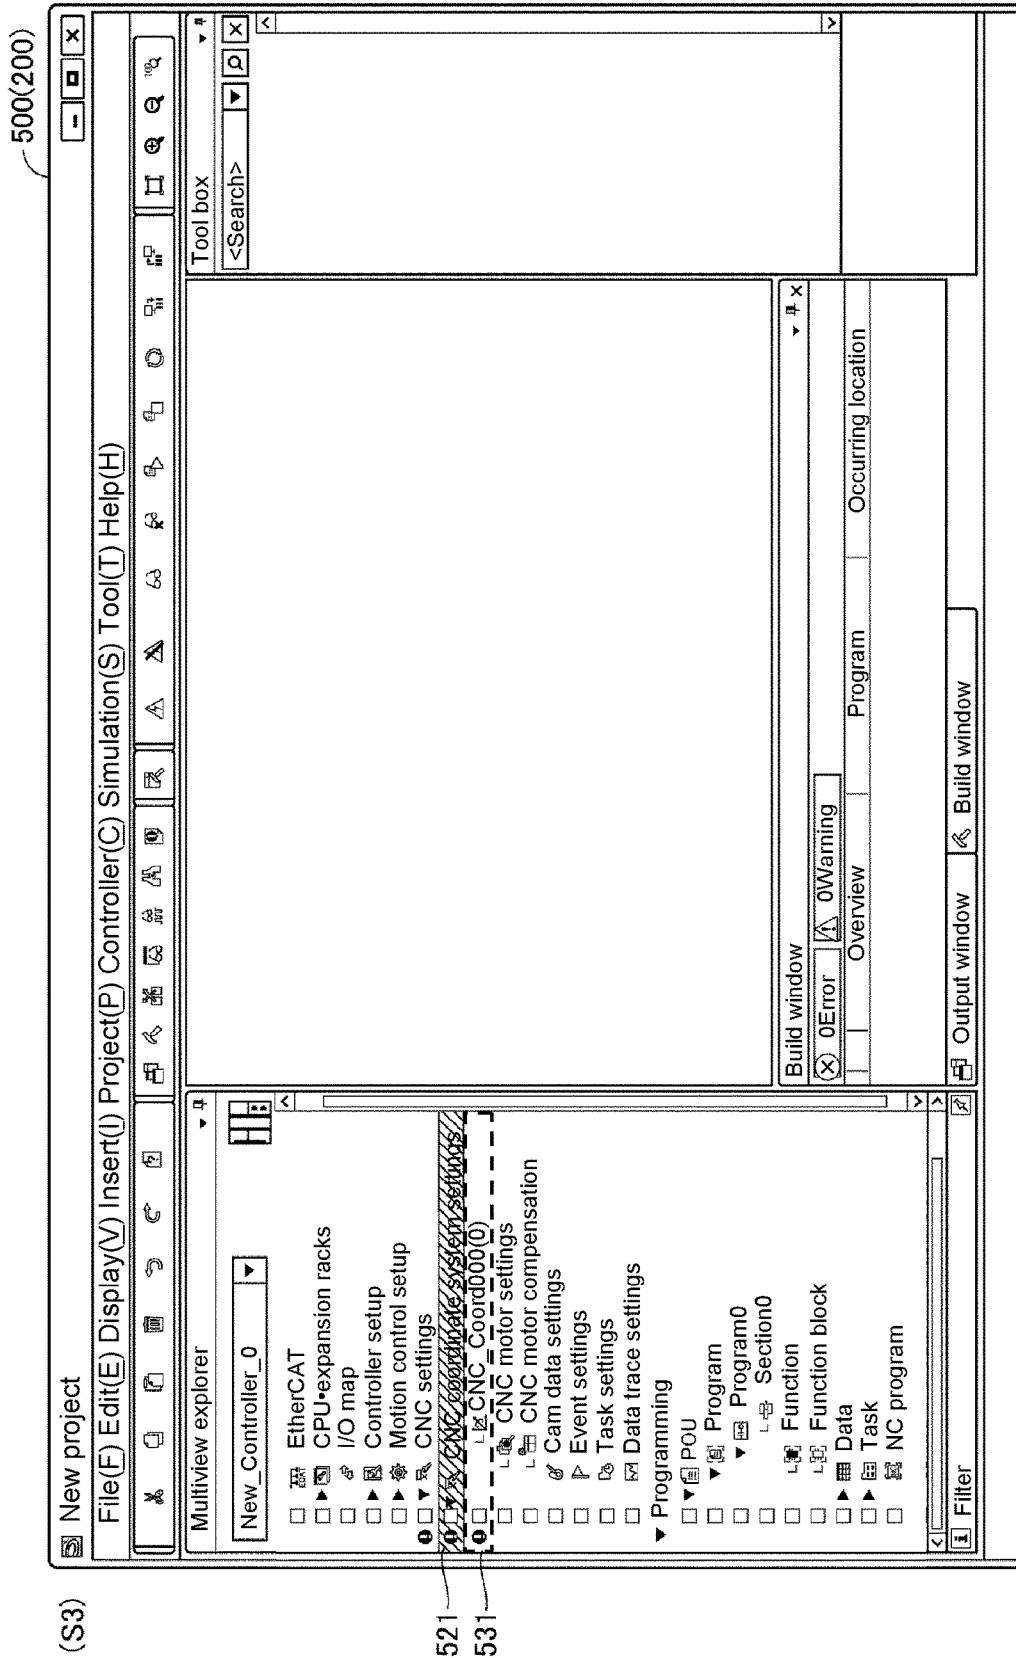 (S3)
500(200)
New project
File(F) Edit(E) Display(V) Insert(I) Project(P) Controller(C) Simulation(S) Tool(T) Help(H)
Multiview explorer
New_Controller_0
EtherCAT
CPU•expansion racks
I/O map
Controller setup
Motion control setup
CNC settings
521
CNC coordinate system settings
531
CNC_Coord000(0)
CNC motor settings
CNC motor compensation
Cam data settings
Event settings
Task settings
Data trace settings
Programming
POU
Program
Program0
Section0
Function
Function block
Data
Task
NC program
Filter
Build window
0Error 0Warning
Overview Program Occurring location
Output window Build window
Tool box
<Search>